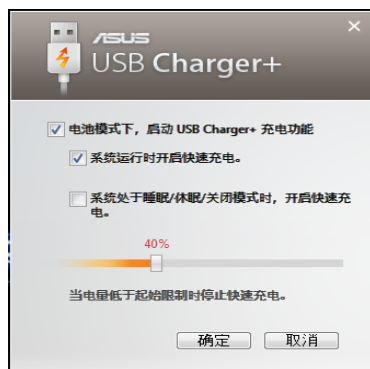 ASUS
USB Charger+
电池模式下，启动 USB Charger+ 充电功能
系统运行时开启快速充电。
系统处于睡眠/休眠/关闭模式时，开启快速充
电。
40%
当电量低于起始限制时停止快速充电。
确定 取消